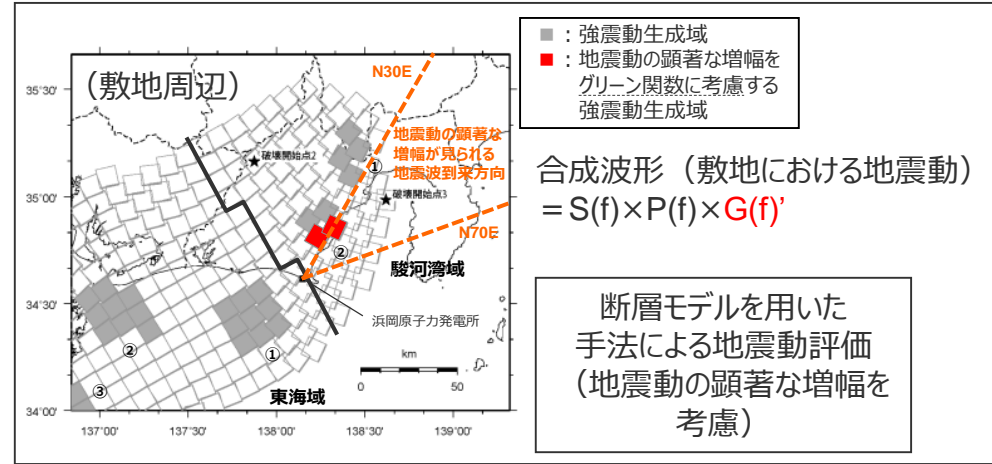 ■：強震動生成域
■：地震動の顕著な増幅を
グリーン関数に考慮する
強震動生成域
（敷地周辺）
N30E
地震動の顕著な
増幅が見られる
地震波到来方向
①
破壊開始点2
破壊開始点3
N70E
②
駿河湾域
浜岡原子力発電所
②
①
③
東海域
km
0 50
35˚30'
35˚00'
34˚30'
34˚00'
137˚00' 137˚30' 138˚00' 138˚30' 139˚00'
合成波形（敷地における地震動）
＝S(f)×P(f)×G(f)’
断層モデルを用いた
手法による地震動評価
（地震動の顕著な増幅を
考慮）